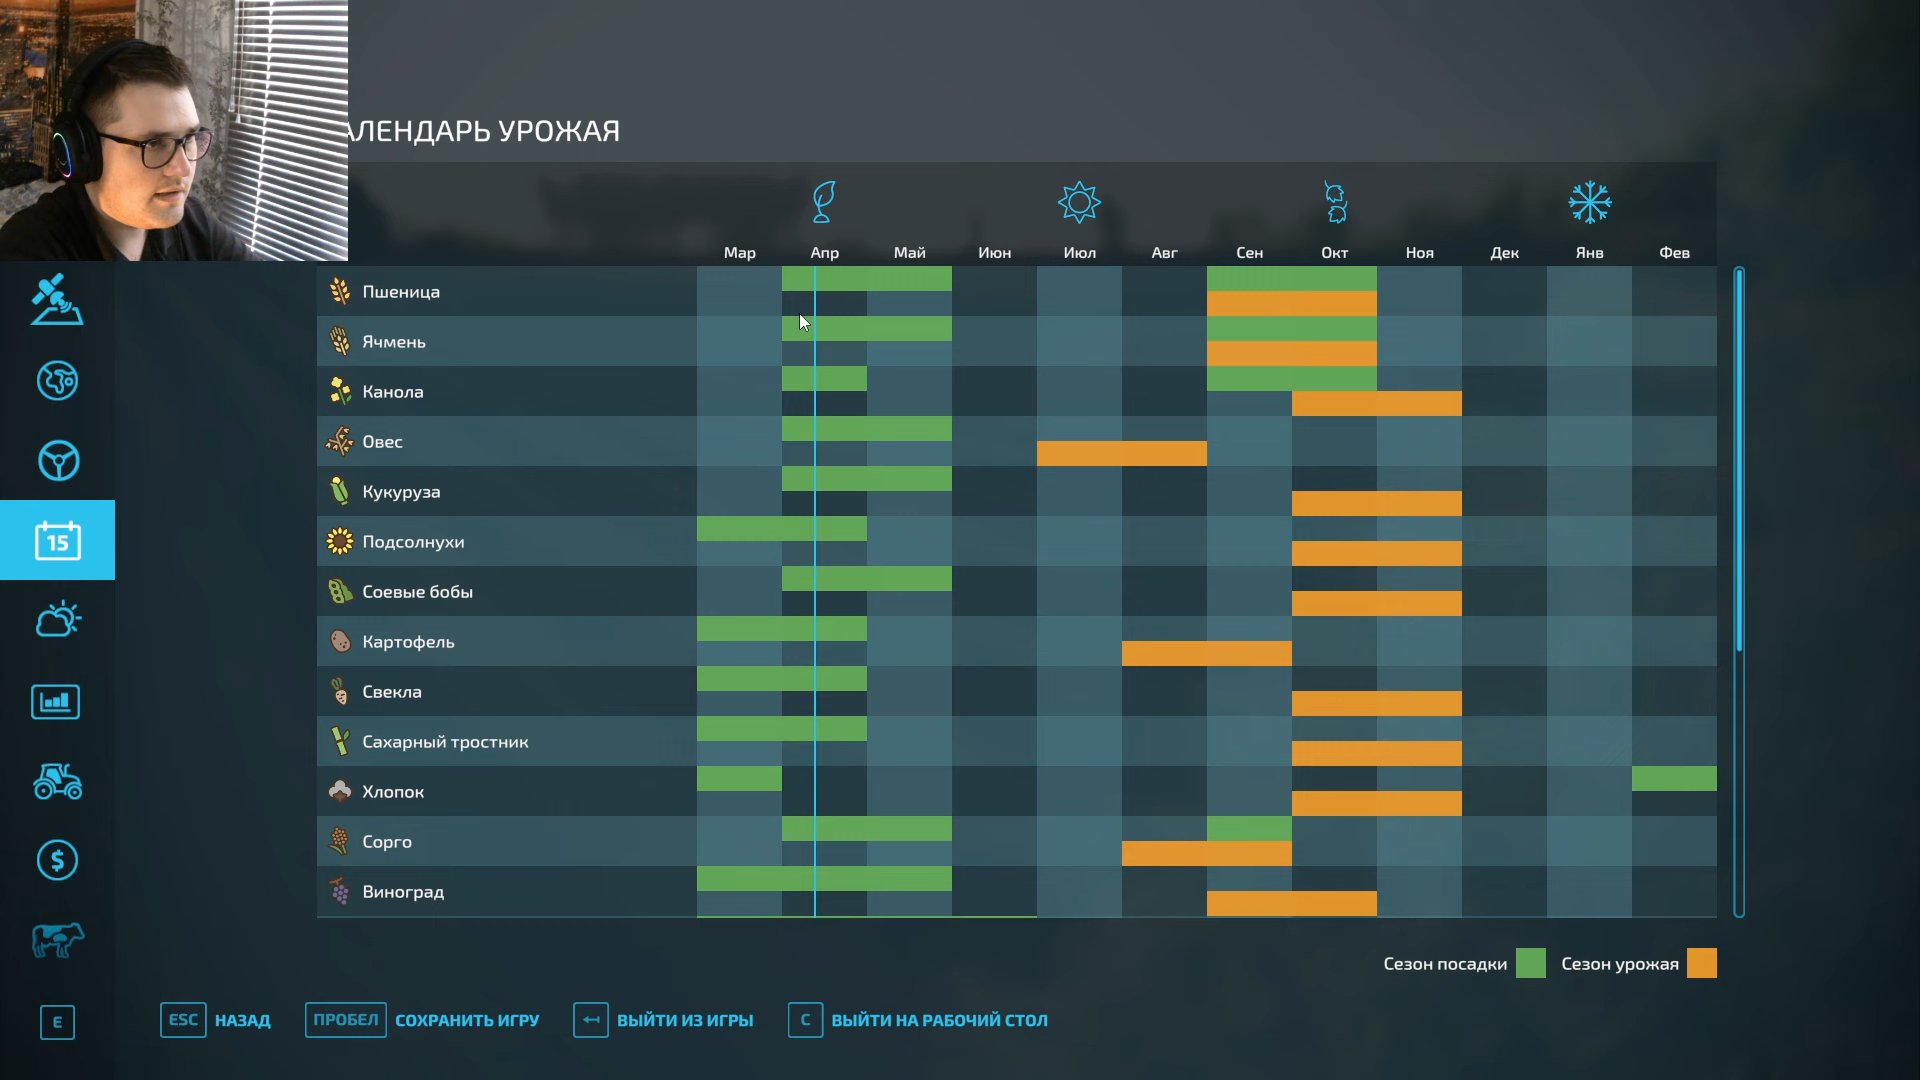 АЛЕНДАРЬ УРОЖАЯ
Мар Апр Май Июн Июл Авг Сен Окт Ноя Дек Янв Фев
Пшеница
Ячмень
Канола
Овес
Кукуруза
Подсолнухи
15
Соевые бобы
Картофель
Свекла
Сахарный тростник
Хлопок
Сорго
$
Виноград
Сезон посадки Сезон урожая
E ESC НАЗАД ПРОБЕЛ СОХРАНИТЬ ИГРУ ВЫЙТИ ИЗ ИГРЫ C ВЫЙТИ НА РАБОЧИЙ СТОЛ